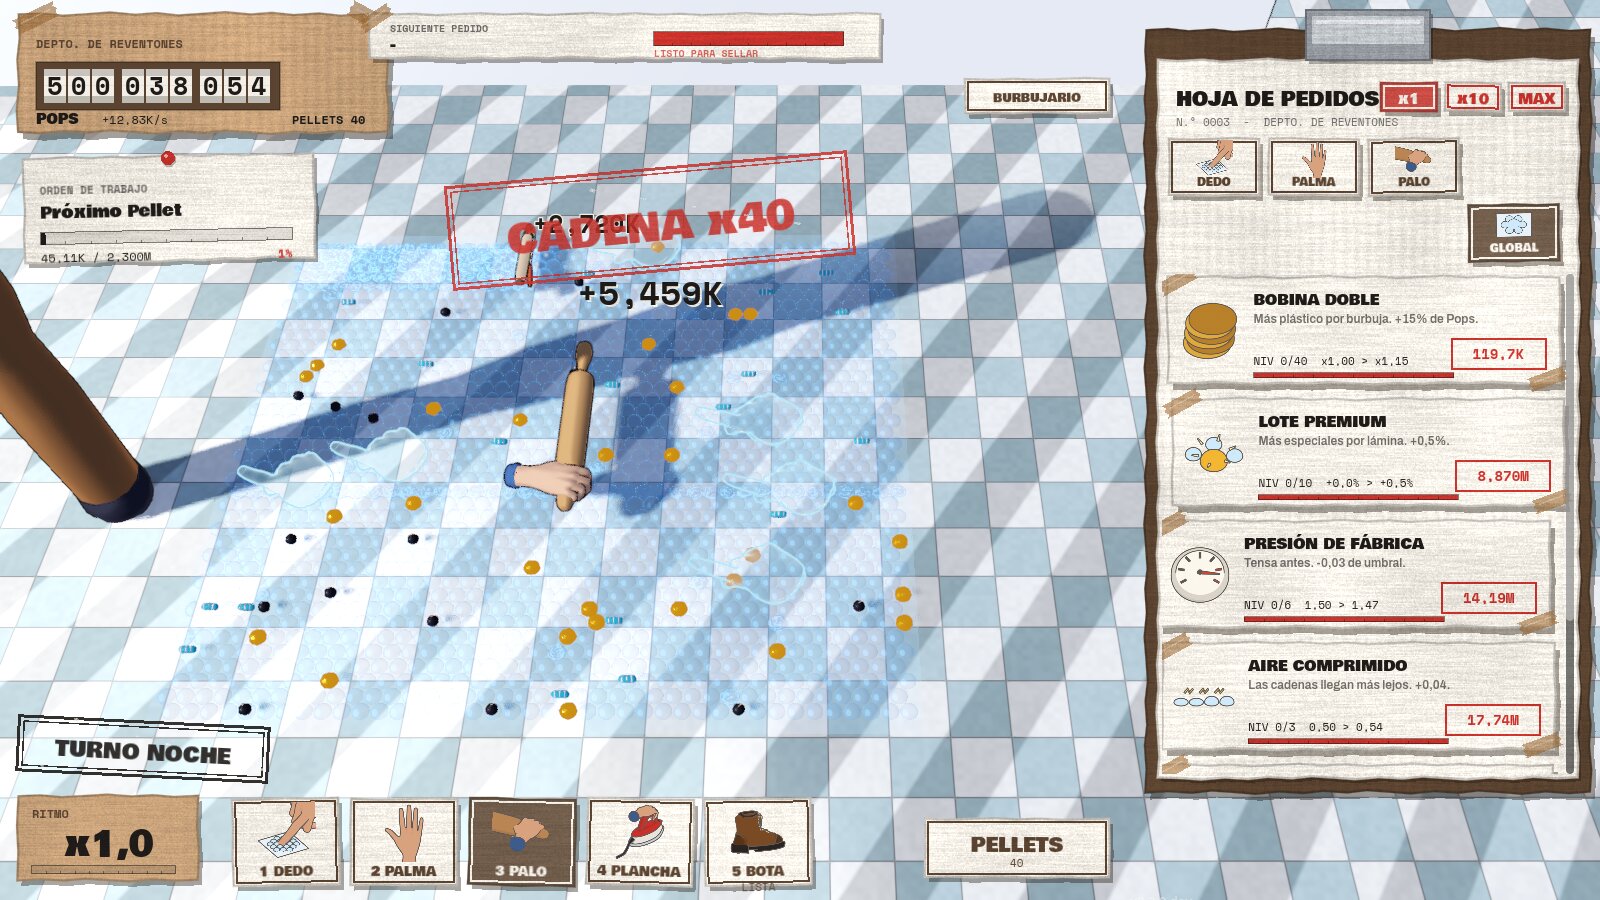 DEPTO. DE REVENTONES
500 038 054
POPS +12,83K/s PELLETS 40
SIGUIENTE PEDIDO
-
LISTO PARA SELLAR
BURBUJARIO
ORDEN DE TRABAJO
Próximo Pellet
45,11K / 2,300M 1%
CADENA x40
+5,459K
HOJA DE PEDIDOS x1 x10 MAX
N.° 0003 - DEPTO. DE REVENTONES
DEDO PALMA PALO
GLOBAL
BOBINA DOBLE
Más plástico por burbuja. +15% de Pops.
NIV 0/40 x1,00 > x1,15 119,7K
LOTE PREMIUM
Más especiales por lámina. +0,5%.
NIV 0/10 +0,0% > +0,5% 8,870M
PRESIÓN DE FÁBRICA
Tensa antes. -0,03 de umbral.
NIV 0/6 1,50 > 1,47 14,19M
AIRE COMPRIMIDO
Las cadenas llegan más lejos. +0,04.
NIV 0/3 0,50 > 0,54 17,74M
TURNO NOCHE
RITMO
x1,0
1 DEDO 2 PALMA 3 PALO 4 PLANCHA 5 BOTA
LISTA
PELLETS
40